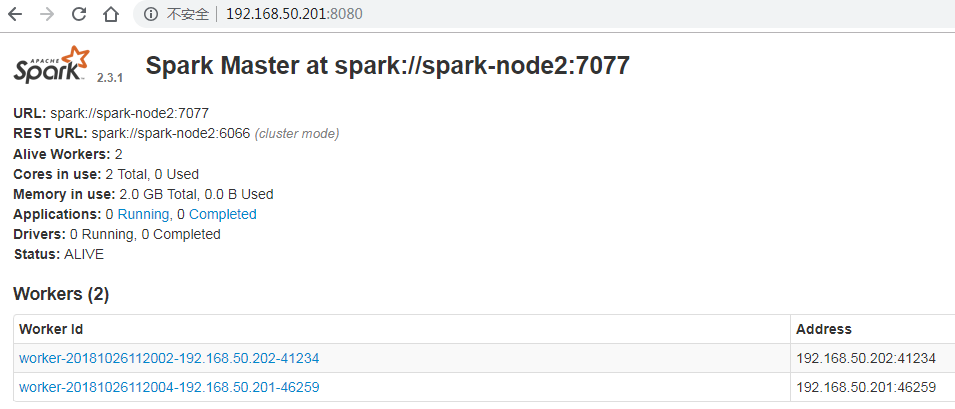 不安全 192.168.50.201:8080
APACHE Spark 2.3.1 Spark Master at spark://spark-node2:7077
URL: spark://spark-node2:7077
REST URL: spark://spark-node2:6066 (cluster mode)
Alive Workers: 2
Cores in use: 2 Total, 0 Used
Memory in use: 2.0 GB Total, 0.0 B Used
Applications: 0 Running, 0 Completed
Drivers: 0 Running, 0 Completed
Status: ALIVE
Workers (2)
Worker Id Address
worker-20181026112002-192.168.50.202-41234 192.168.50.202:41234
worker-20181026112004-192.168.50.201-46259 192.168.50.201:46259